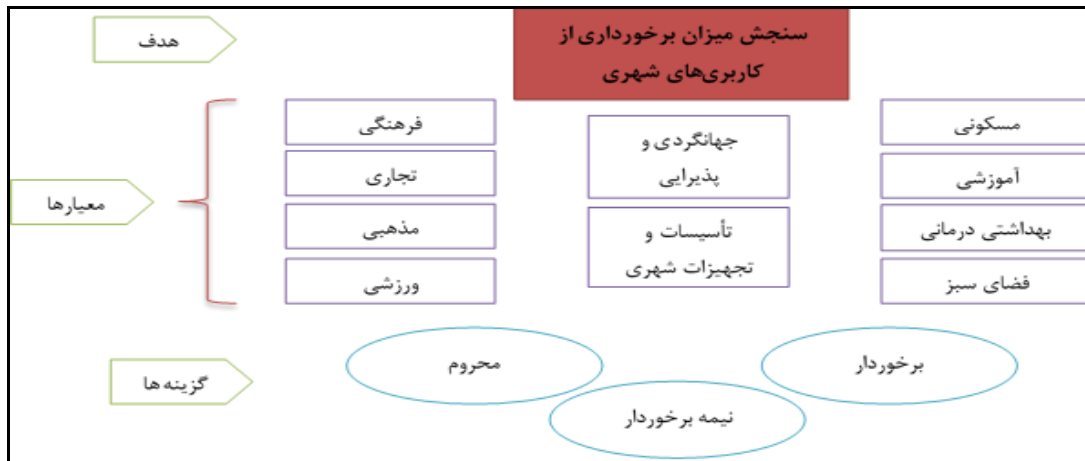 هدف
سنجش میزان برخورداری از
کاربری‌های شهری
معیارها
مسکونی
آموزشی
بهداشتی درمانی
فضای سبز
جهانگردی و
پذیرایی
تأسیسات و
تجهیزات شهری
فرهنگی
تجاری
مذهبی
ورزشی
گزینه‌ها
برخوردار
نیمه برخوردار
محروم